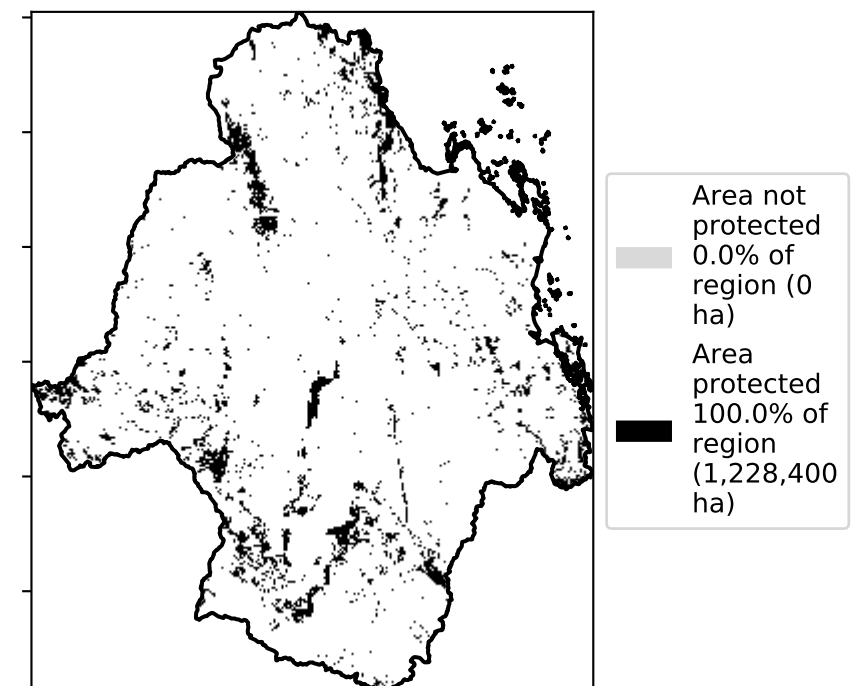 Area not
protected
0.0% of
region (0
ha)
Area
protected
100.0% of
region
(1,228,400
ha)